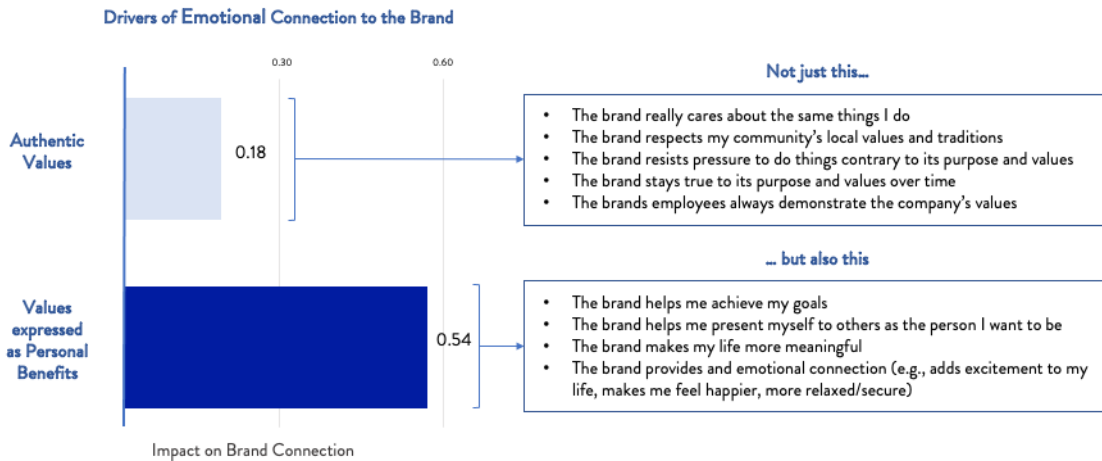 Drivers of Emotional Connection to the Brand
0.30
0.60
Authentic
Values
0.18
Not just this...
• The brand really cares about the same things I do
• The brand respects my community's local values and traditions
• The brand resists pressure to do things contrary to its purpose and values
• The brand stays true to its purpose and values over time
• The brands employees always demonstrate the company's values
Values
expressed
as Personal
Benefits
0.54
... but also this
• The brand helps me achieve my goals
• The brand helps me present myself to others as the person I want to be
• The brand makes my life more meaningful
• The brand provides and emotional connection (e.g., adds excitement to my
life, makes me feel happier, more relaxed/secure)
Impact on Brand Connection